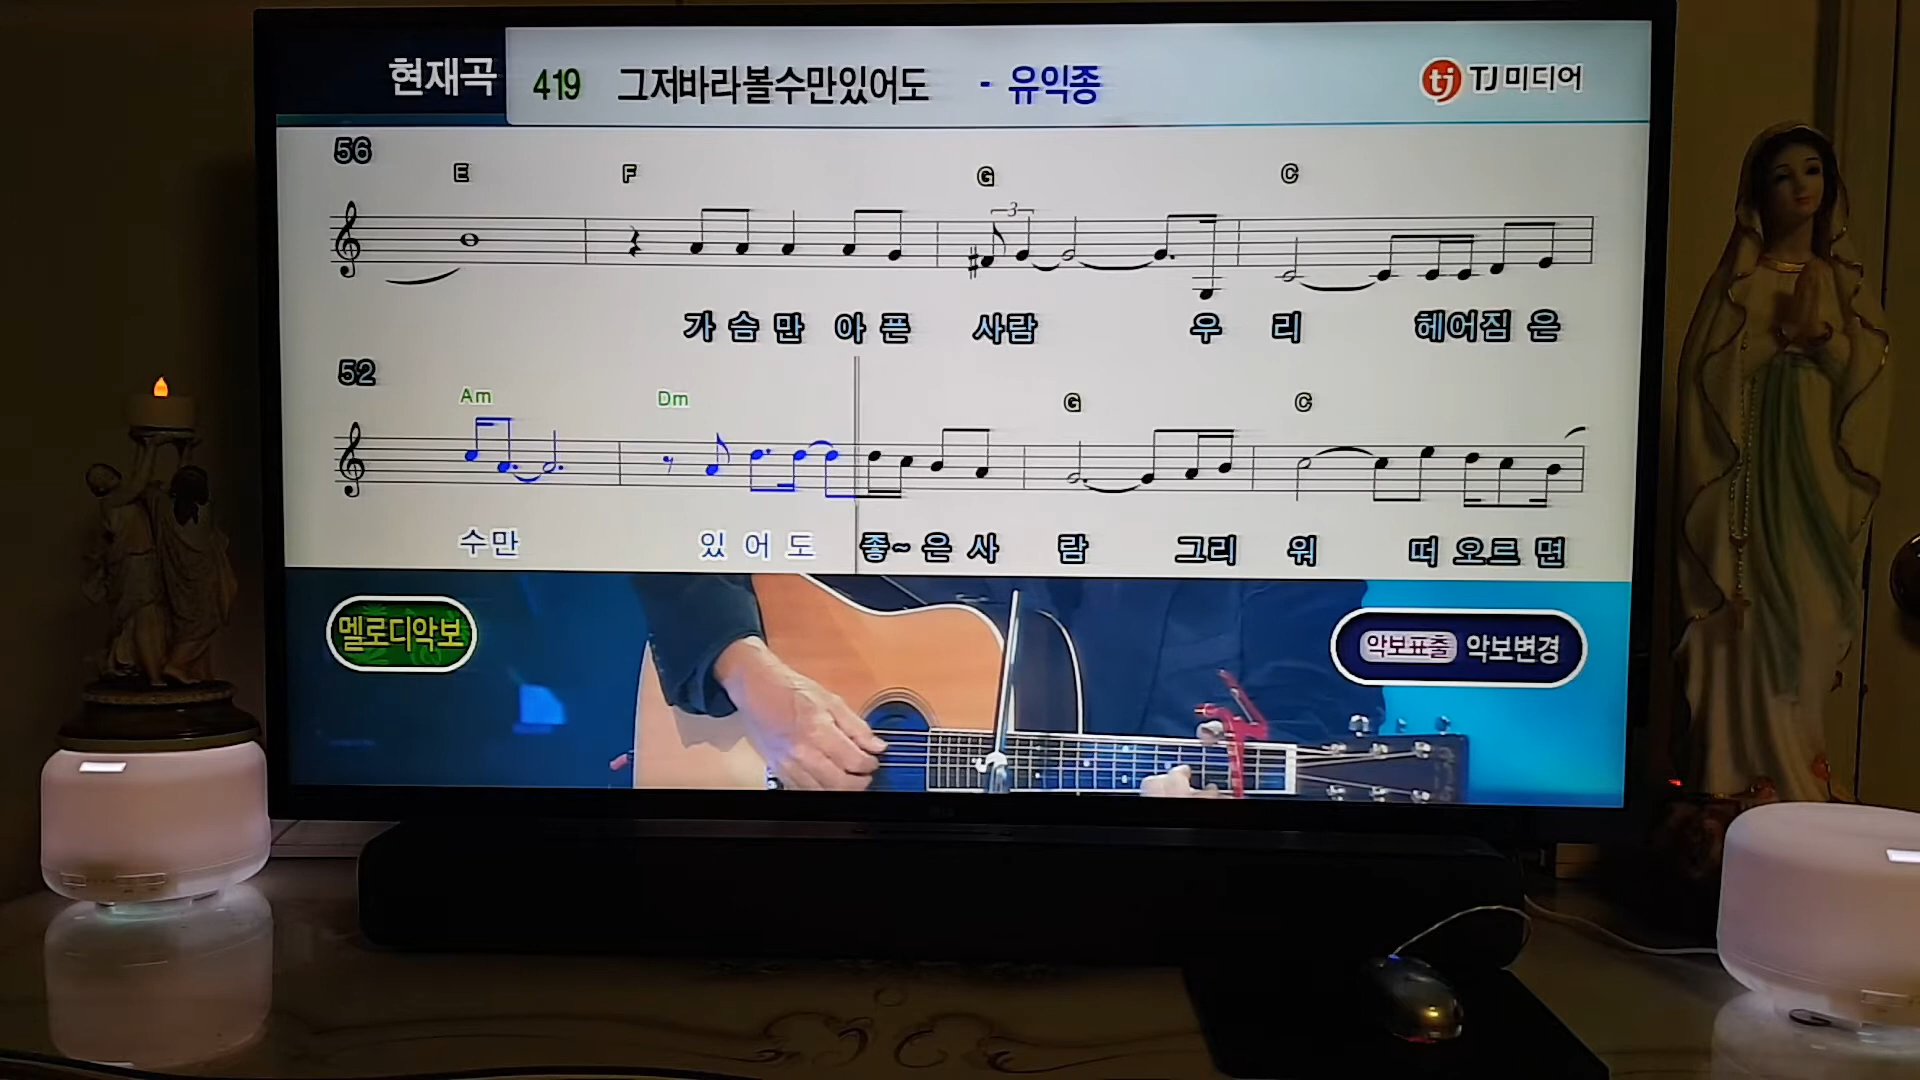 현재곡 419 그저바라볼수만있어도 - 유익종 tj TJ미디어
56
E F G C
3
가 슴 만 아 픈 사람 우 리 헤어짐 은
52
Am Dm G C
수만 있 어 도 좋~ 은 사 람 그리 워 떠 오르 면
멜로디악보 악보표출 악보변경